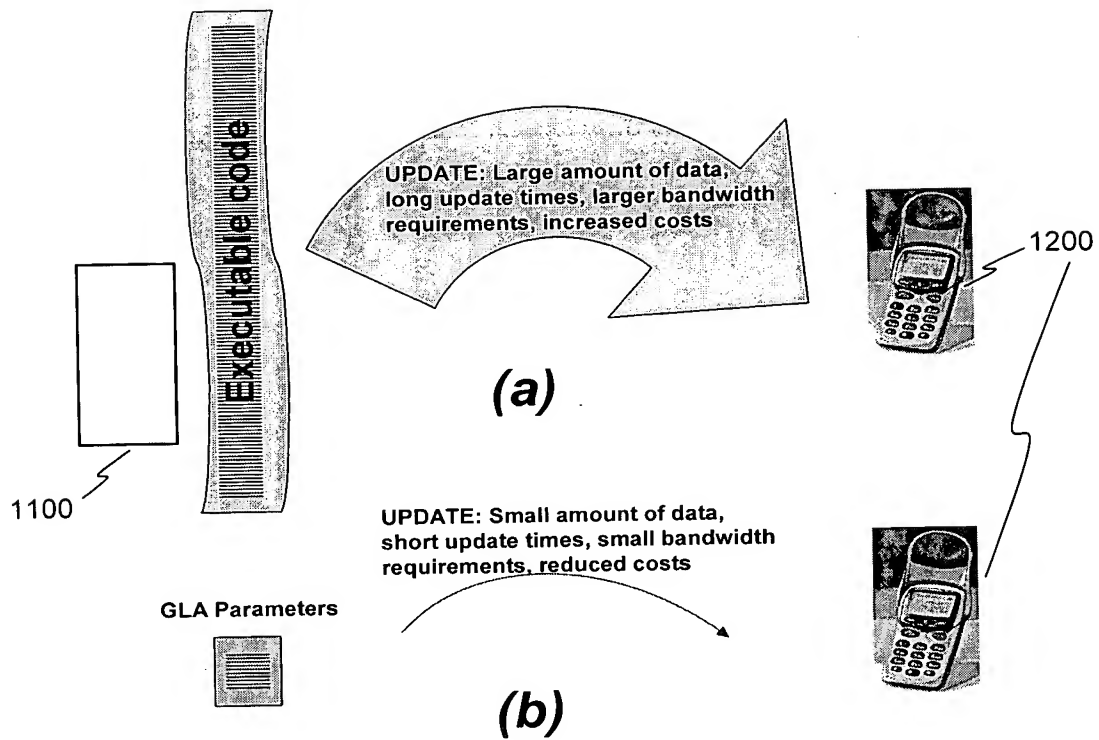 Executable code
UPDATE: Large amount of data,
long update times, larger bandwidth
requirements, increased costs
1200
(a)
1100
UPDATE: Small amount of data,
short update times, small bandwidth
requirements, reduced costs
GLA Parameters
(b)